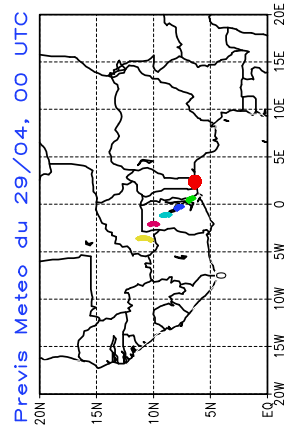 Previs Meteo du 29/04, 00 UTC
20N
15N
10N
5N
EQ
20W
15W
10W
5W
0
5E
10E
15E
20E
0